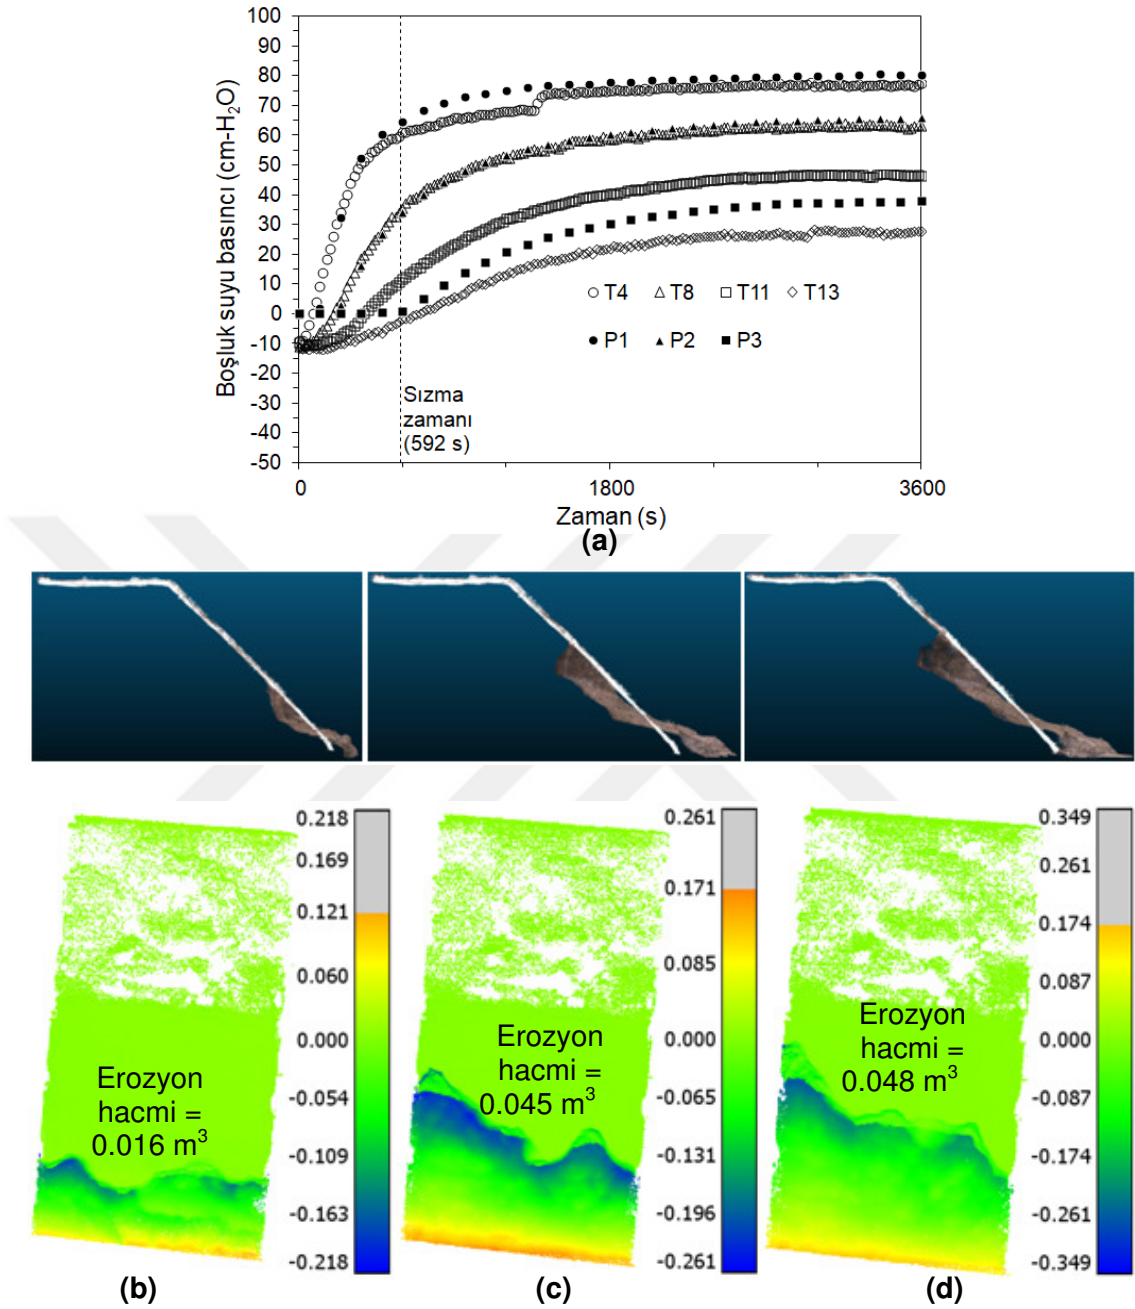 100
90
80
70
60
50
40
30
20
10
0
-10
-20
-30
-40
-50
Boşluk suyu basıncı (cm-H₂O)
T4 T8 T11 T13
P1 P2 P3
Sızma
zamanı
(592 s)
0 1800 3600
Zaman (s)
(a)
0.218
0.169
0.121
0.060
0.000
-0.054
-0.109
-0.163
-0.218
Erozyon
hacmi =
0.016 m³
(b)
0.261
0.171
0.085
0.000
-0.065
-0.131
-0.196
-0.261
Erozyon
hacmi =
0.045 m³
(c)
0.349
0.261
0.174
0.087
0.000
-0.087
-0.174
-0.261
-0.349
Erozyon
hacmi =
0.048 m³
(d)